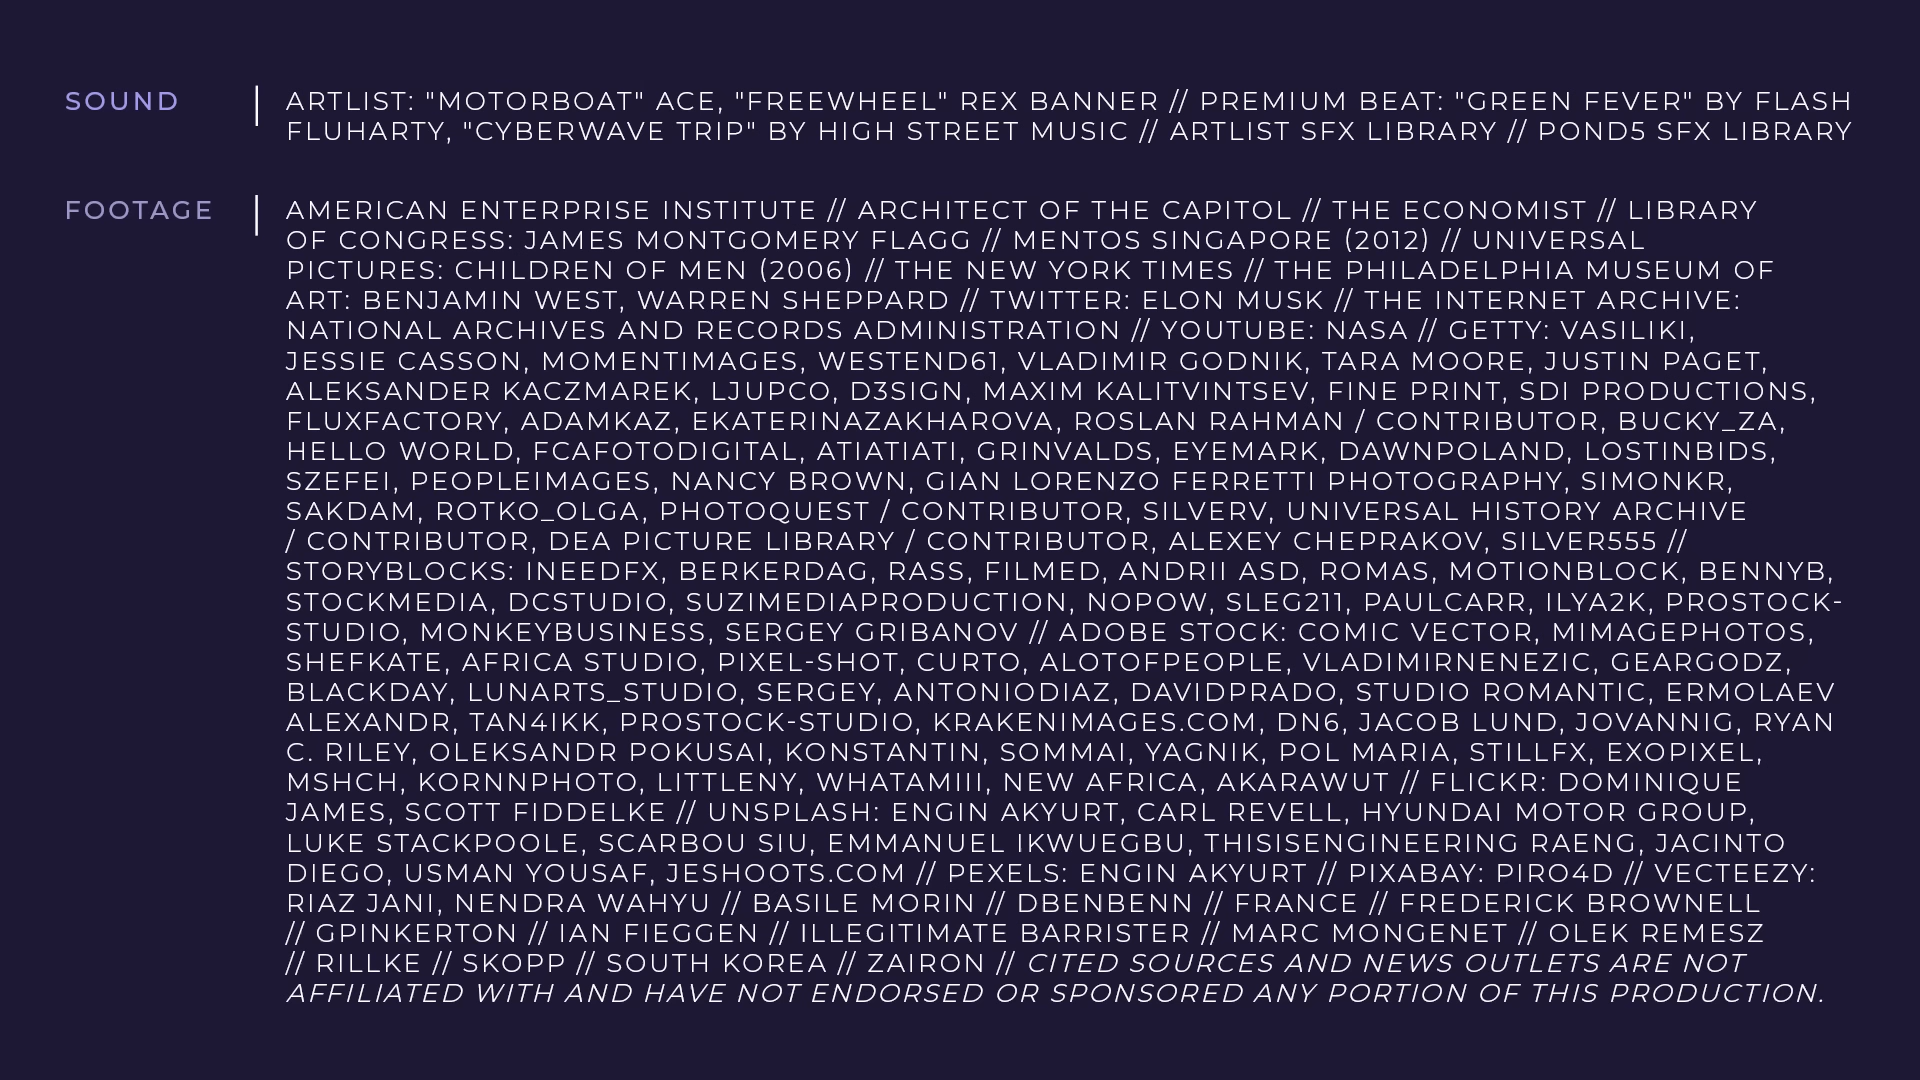 SOUND
ARTLIST: "MOTORBOAT" ACE, "FREEWHEEL" REX BANNER // PREMIUM BEAT: "GREEN FEVER" BY FLASH
FLUHARTY, "CYBERWAVE TRIP" BY HIGH STREET MUSIC // ARTLIST SFX LIBRARY // POND5 SFX LIBRARY
FOOTAGE
AMERICAN ENTERPRISE INSTITUTE // ARCHITECT OF THE CAPITOL // THE ECONOMIST // LIBRARY
OF CONGRESS: JAMES MONTGOMERY FLAGG // MENTOS SINGAPORE (2012) // UNIVERSAL
PICTURES: CHILDREN OF MEN (2006) // THE NEW YORK TIMES // THE PHILADELPHIA MUSEUM OF
ART: BENJAMIN WEST, WARREN SHEPPARD // TWITTER: ELON MUSK // THE INTERNET ARCHIVE:
NATIONAL ARCHIVES AND RECORDS ADMINISTRATION // YOUTUBE: NASA // GETTY: VASILIKI,
JESSIE CASSON, MOMENTIMAGES, WESTEND61, VLADIMIR GODNIK, TARA MOORE, JUSTIN PAGET,
ALEKSANDER KACZMAREK, LJUPCO, D3SIGN, MAXIM KALITVINTSEV, FINE PRINT, SDI PRODUCTIONS,
FLUXFACTORY, ADAMKAZ, EKATERINAZAKHAROVA, ROSLAN RAHMAN / CONTRIBUTOR, BUCKY_ZA,
HELLO WORLD, FCAFOTODIGITAL, ATIATIATI, GRINVALDS, EYEMARK, DAWNPOLAND, LOSTINBIDS,
SZEFEI, PEOPLEIMAGES, NANCY BROWN, GIAN LORENZO FERRETTI PHOTOGRAPHY, SIMONKR,
SAKDAM, ROTKO_OLGA, PHOTOQUEST / CONTRIBUTOR, SILVERV, UNIVERSAL HISTORY ARCHIVE
/ CONTRIBUTOR, DEA PICTURE LIBRARY / CONTRIBUTOR, ALEXEY CHEPRAKOV, SILVER555 //
STORYBLOCKS: INEEDFX, BERKERDAG, RASS, FILMED, ANDRII ASD, ROMAS, MOTIONBLOCK, BENNYB,
STOCKMEDIA, DCSTUDIO, SUZIMEDIAPRODUCTION, NOPOW, SLEG211, PAULCARR, ILYA2K, PROSTOCK-
STUDIO, MONKEYBUSINESS, SERGEY GRIBANOV // ADOBE STOCK: COMIC VECTOR, MIMAGEPHOTOS,
SHEFKATE, AFRICA STUDIO, PIXEL-SHOT, CURTO, ALOTOFPEOPLE, VLADIMIRNENEZIC, GEARGODZ,
BLACKDAY, LUNARTS_STUDIO, SERGEY, ANTONIODIAZ, DAVIDPRADO, STUDIO ROMANTIC, ERMOLAEV
ALEXANDR, TAN4IKK, PROSTOCK-STUDIO, KRAKENIMAGES.COM, DN6, JACOB LUND, JOVANNIG, RYAN
C. RILEY, OLEKSANDR POKUSAI, KONSTANTIN, SOMMAI, YAGNIK, POL MARIA, STILLFX, EXOPIXEL,
MSHCH, KORNNPHOTO, LITTLENY, WHATAMIII, NEW AFRICA, AKARAWUT // FLICKR: DOMINIQUE
JAMES, SCOTT FIDDELKE // UNSPLASH: ENGIN AKYURT, CARL REVELL, HYUNDAI MOTOR GROUP,
LUKE STACKPOOLE, SCARBOU SIU, EMMANUEL IKWUEGBU, THISISENGINEERING RAENG, JACINTO
DIEGO, USMAN YOUSAF, JESHOOTS.COM // PEXELS: ENGIN AKYURT // PIXABAY: PIRO4D // VECTEEZY:
RIAZ JANI, NENDRA WAHYU // BASILE MORIN // DBENBENN // FRANCE // FREDERICK BROWNELL
// GPINKERTON // IAN FIEGGEN // ILLEGITIMATE BARRISTER // MARC MONGENET // OLEK REMESZ
// RILLKE // SKOPP // SOUTH KOREA // ZAIRON // CITED SOURCES AND NEWS OUTLETS ARE NOT
AFFILIATED WITH AND HAVE NOT ENDORSED OR SPONSORED ANY PORTION OF THIS PRODUCTION.